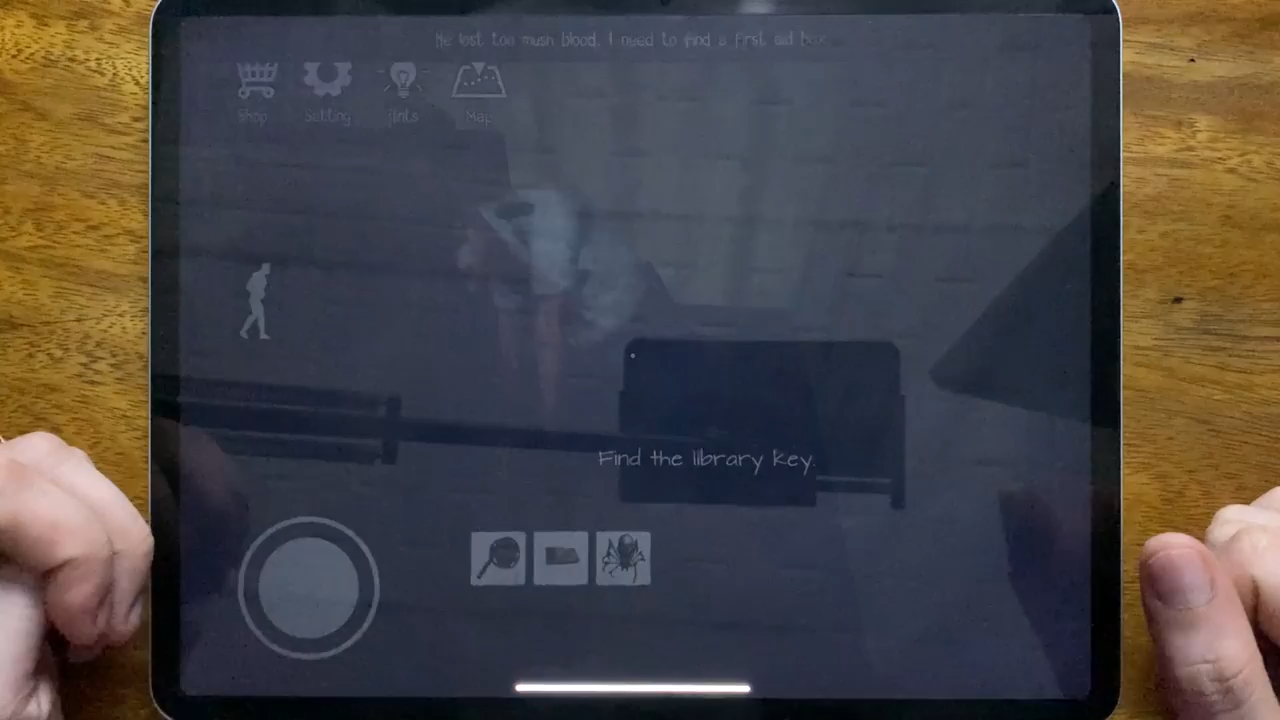 He lost too mush blood. I need to find a first aid box
Shop Setting Hints Map
Find the library key.